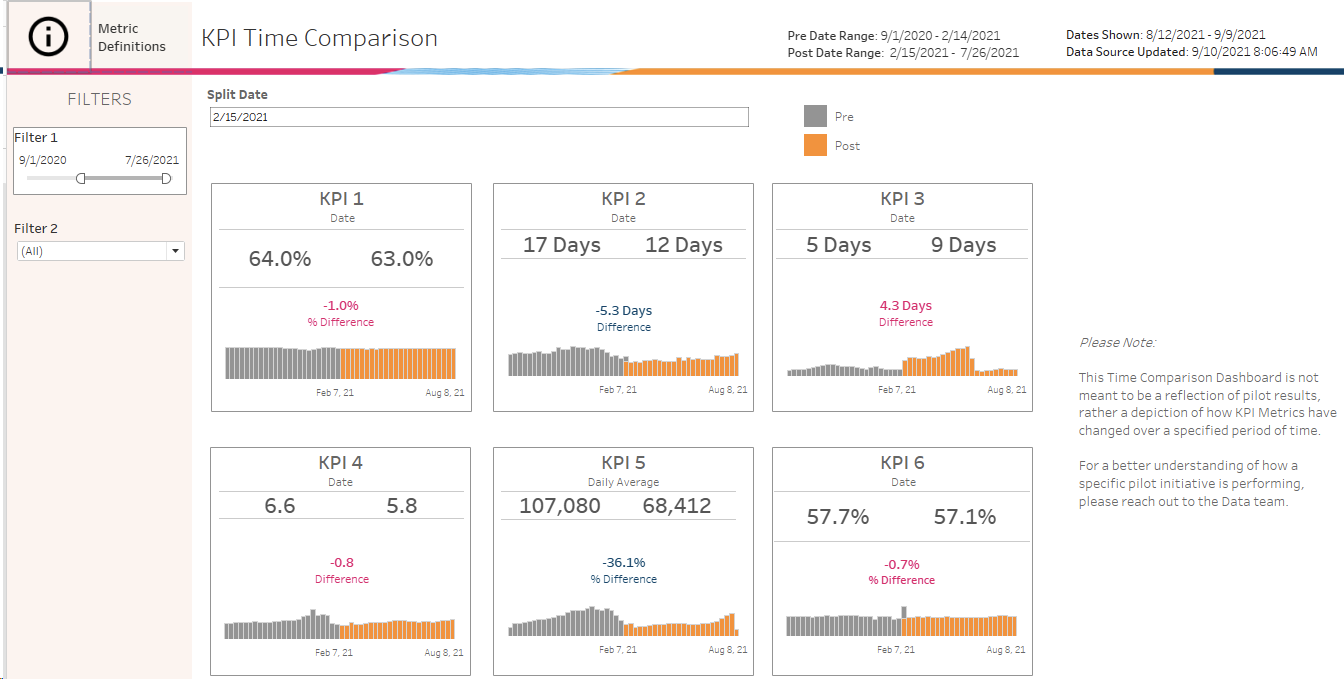 Metric
Definitions
KPI Time Comparison
Pre Date Range: 9/1/2020 - 2/14/2021
Post Date Range: 2/15/2021 - 7/26/2021
Dates Shown: 8/12/2021 - 9/9/2021
Data Source Updated: 9/10/2021 8:06:49 AM
FILTERS
Filter 1
9/1/2020 7/26/2021
Filter 2
(All)
Split Date
2/15/2021
Pre
Post
KPI 1
Date
64.0% 63.0%
-1.0%
% Difference
Feb 7, 21 Aug 8, 21
KPI 2
Date
17 Days 12 Days
-5.3 Days
Difference
Feb 7, 21 Aug 8, 21
KPI 3
Date
5 Days 9 Days
4.3 Days
Difference
Feb 7, 21 Aug 8, 21
KPI 4
Date
6.6 5.8
-0.8
Difference
Feb 7, 21 Aug 8, 21
KPI 5
Daily Average
107,080 68,412
-36.1%
% Difference
Feb 7, 21 Aug 8, 21
KPI 6
Date
57.7% 57.1%
-0.7%
% Difference
Feb 7, 21 Aug 8, 21
Please Note:
This Time Comparison Dashboard is not
meant to be a reflection of pilot results,
rather a depiction of how KPI Metrics have
changed over a specified period of time.
For a better understanding of how a
specific pilot initiative is performing,
please reach out to the Data team.